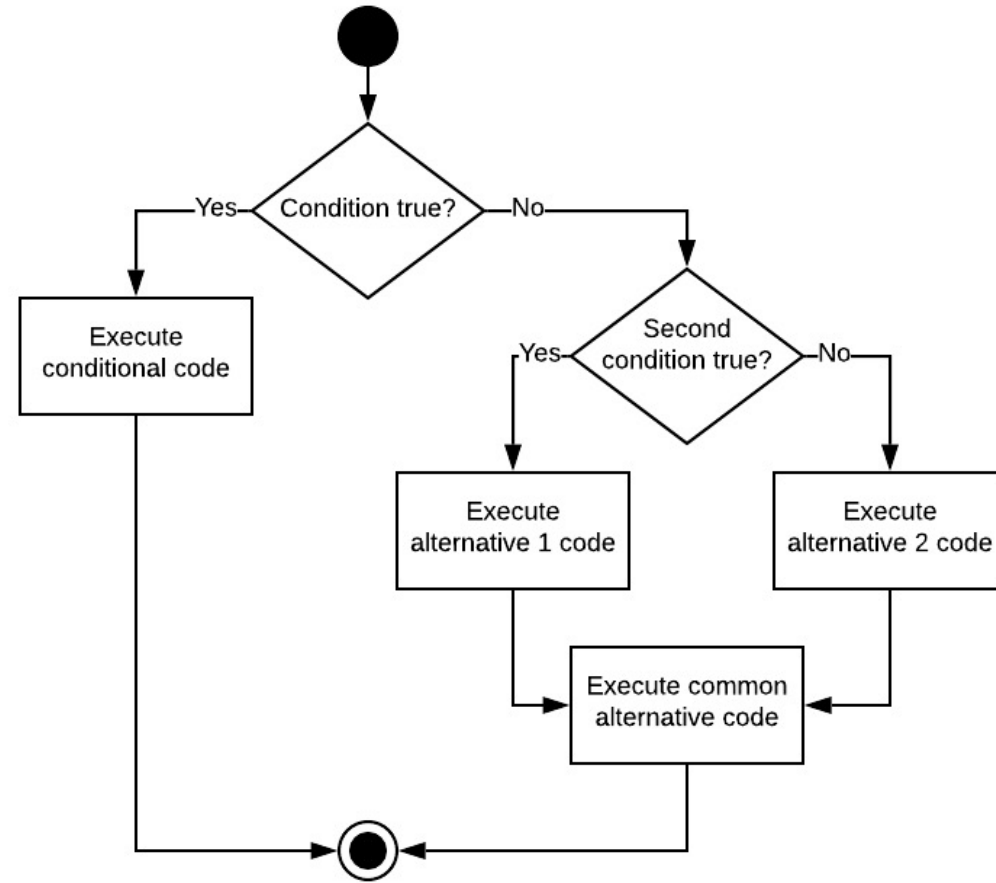 Yes
Condition true?
No
Execute
conditional code
Yes
Second
condition true?
No
Execute
alternative 1 code
Execute
alternative 2 code
Execute common
alternative code